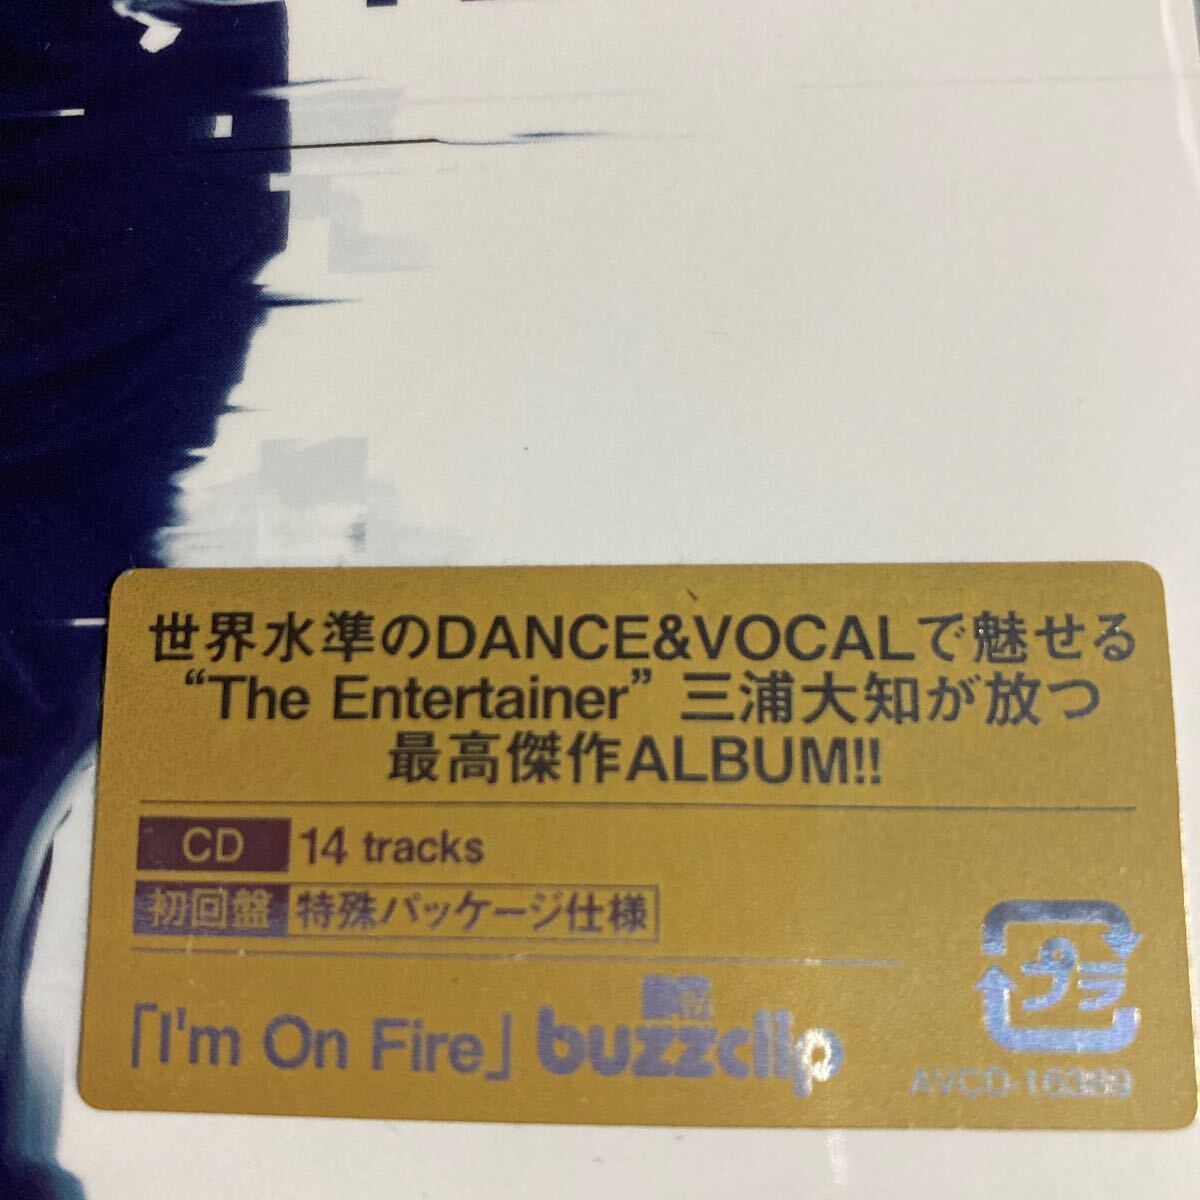 世界水準のDANCE&VOCALで魅せる
“The Entertainer” 三浦大知が放つ
最高傑作ALBUM!!
CD 14 tracks
初回盤 特殊パッケージ仕様
「I'm On Fire」 MTV buzzclip
プラ
AVCD-16389